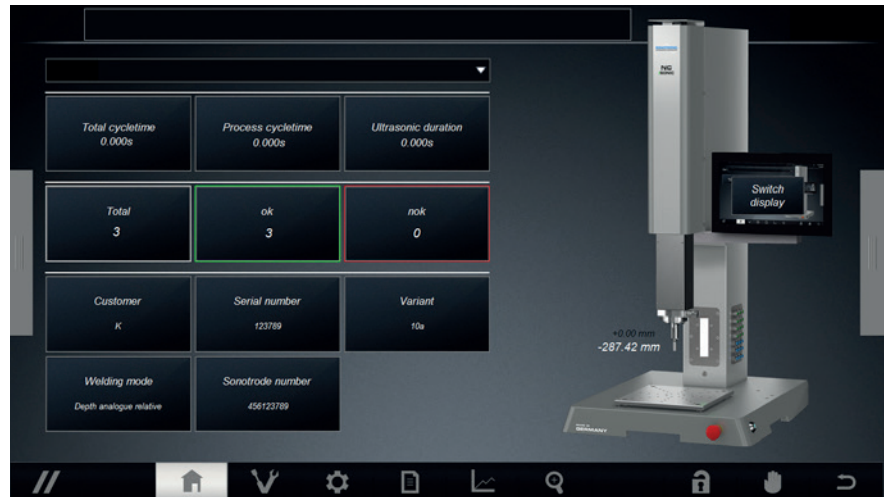 Total cycletime
0.000s
Process cycletime
0.000s
Ultrasonic duration
0.000s
Total
3
ok
3
nok
0
Customer
K
Serial number
123789
Variant
10a
Welding mode
Depth analogue relative
Sonotrode number
456123789
Switch
display
+0.00 mm
-287.42 mm
GERMANY